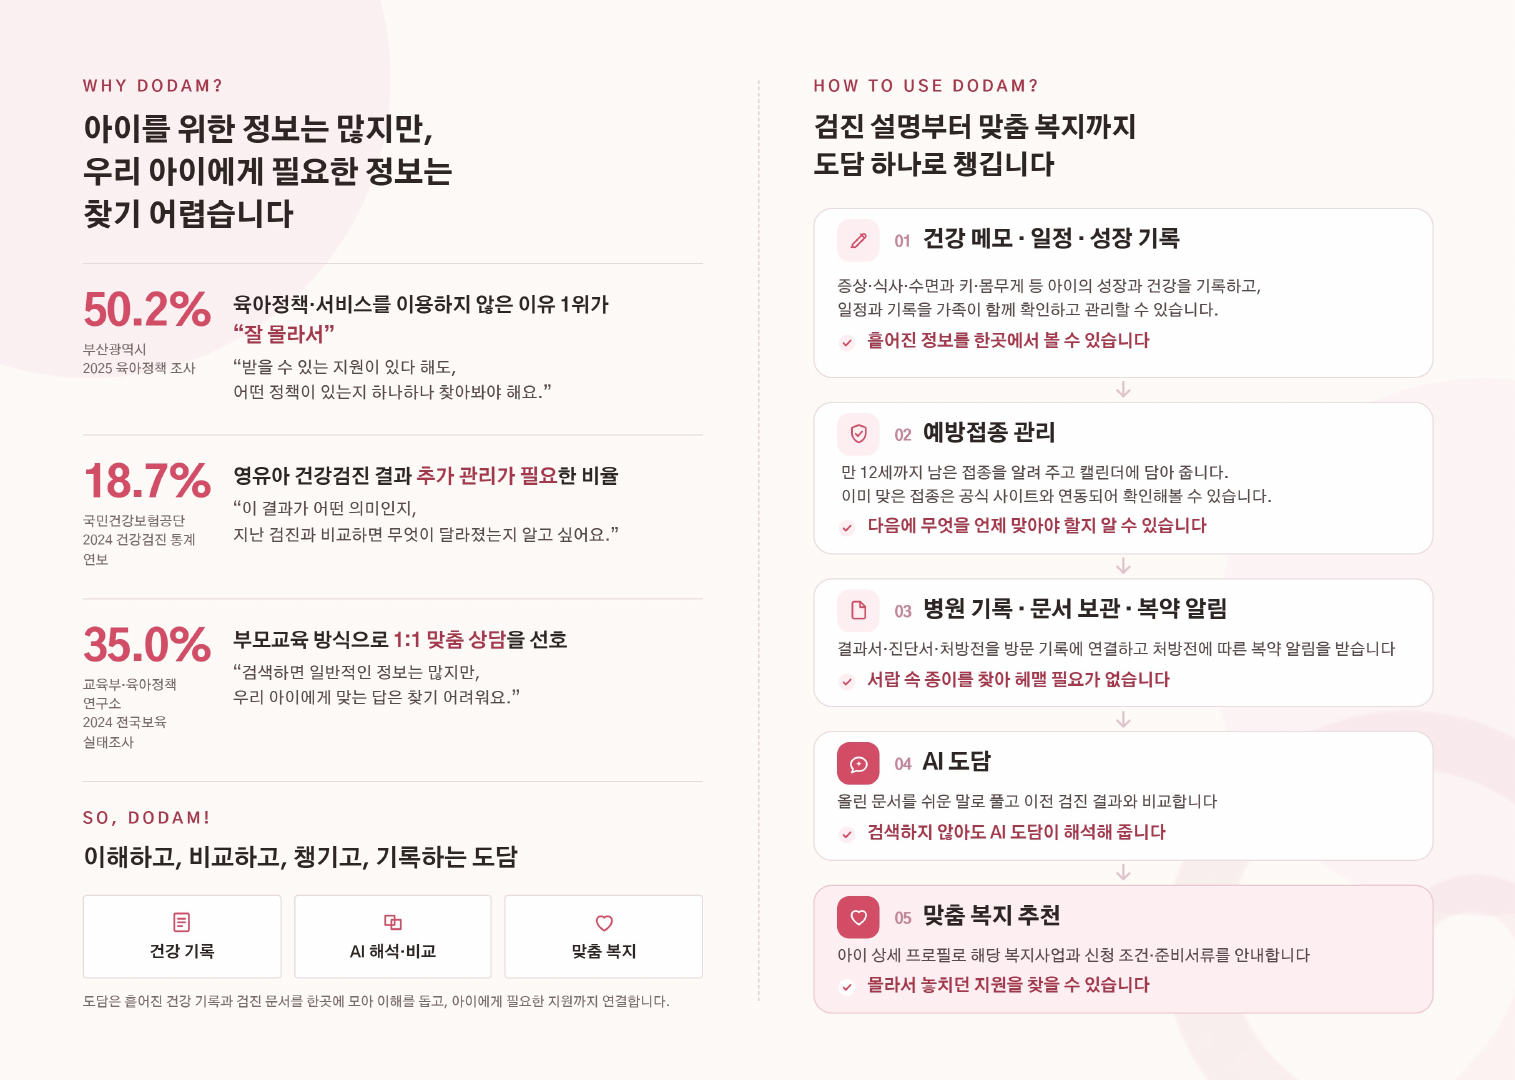 WHY DODAM?
아이를 위한 정보는 많지만,
우리 아이에게 필요한 정보는
찾기 어렵습니다
50.2%
부산광역시
2025 육아정책 조사
육아정책·서비스를 이용하지 않은 이유 1위가
“잘 몰라서”
“받을 수 있는 지원이 있다 해도,
어떤 정책이 있는지 하나하나 찾아봐야 해요.”
18.7%
국민건강보험공단
2024 건강검진 통계
연보
영유아 건강검진 결과 추가 관리가 필요한 비율
“이 결과가 어떤 의미인지,
지난 검진과 비교하면 무엇이 달라졌는지 알고 싶어요.”
35.0%
교육부·육아정책
연구소
2024 전국보육
실태조사
부모교육 방식으로 1:1 맞춤 상담을 선호
“검색하면 일반적인 정보는 많지만,
우리 아이에게 맞는 답은 찾기 어려워요.”
SO, DODAM!
이해하고, 비교하고, 챙기고, 기록하는 도담
건강 기록
AI 해석·비교
맞춤 복지
도담은 흩어진 건강 기록과 검진 문서를 한곳에 모아 이해를 돕고, 아이에게 필요한 지원까지 연결합니다.
HOW TO USE DODAM?
검진 설명부터 맞춤 복지까지
도담 하나로 챙깁니다
01 건강 메모 · 일정 · 성장 기록
증상·식사·수면과 키·몸무게 등 아이의 성장과 건강을 기록하고,
일정과 기록을 가족이 함께 확인하고 관리할 수 있습니다.
흩어진 정보를 한곳에서 볼 수 있습니다
02 예방접종 관리
만 12세까지 남은 접종을 알려 주고 캘린더에 담아 줍니다.
이미 맞은 접종은 공식 사이트와 연동되어 확인해볼 수 있습니다.
다음에 무엇을 언제 맞아야 할지 알 수 있습니다
03 병원 기록 · 문서 보관 · 복약 알림
결과서·진단서·처방전을 방문 기록에 연결하고 처방전에 따른 복약 알림을 받습니다
서랍 속 종이를 찾아 헤맬 필요가 없습니다
04 AI 도담
올린 문서를 쉬운 말로 풀고 이전 검진 결과와 비교합니다
검색하지 않아도 AI 도담이 해석해 줍니다
05 맞춤 복지 추천
아이 상세 프로필로 해당 복지사업과 신청 조건·준비서류를 안내합니다
몰라서 놓치던 지원을 찾을 수 있습니다